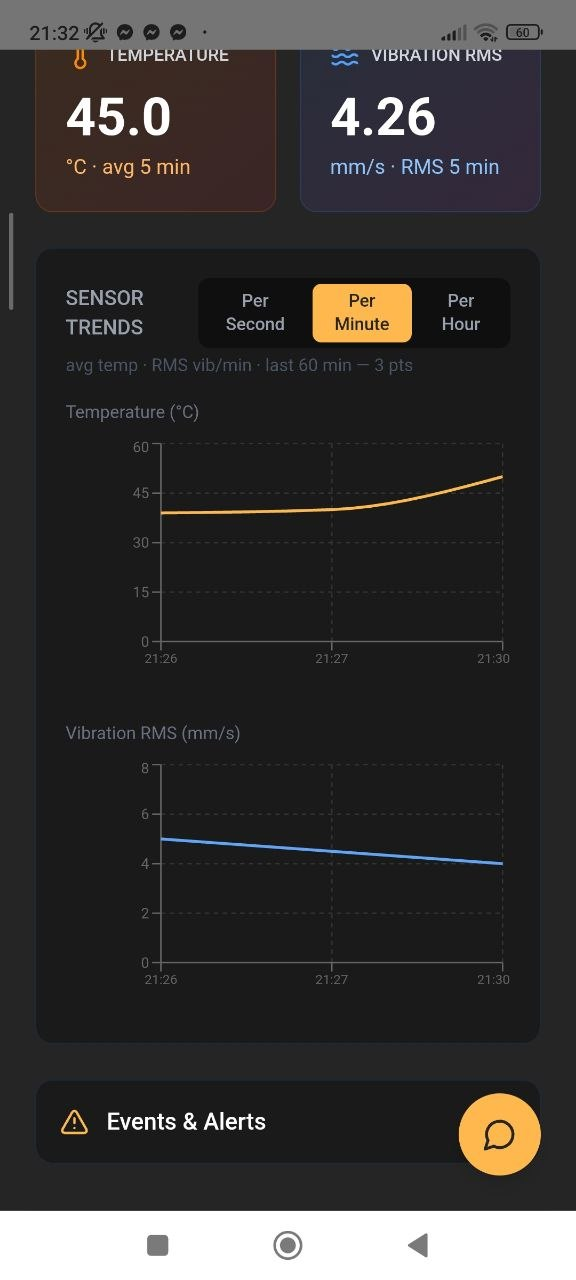 21:32
60
TEMPERATURE
VIBRATION RMS
45.0
4.26
°C · avg 5 min
mm/s · RMS 5 min
SENSOR
TRENDS
Per
Second
Per
Minute
Per
Hour
avg temp · RMS vib/min · last 60 min — 3 pts
Temperature (°C)
60
45
30
15
0
21:26
21:27
21:30
Vibration RMS (mm/s)
8
6
4
2
0
21:26
21:27
21:30
Events & Alerts